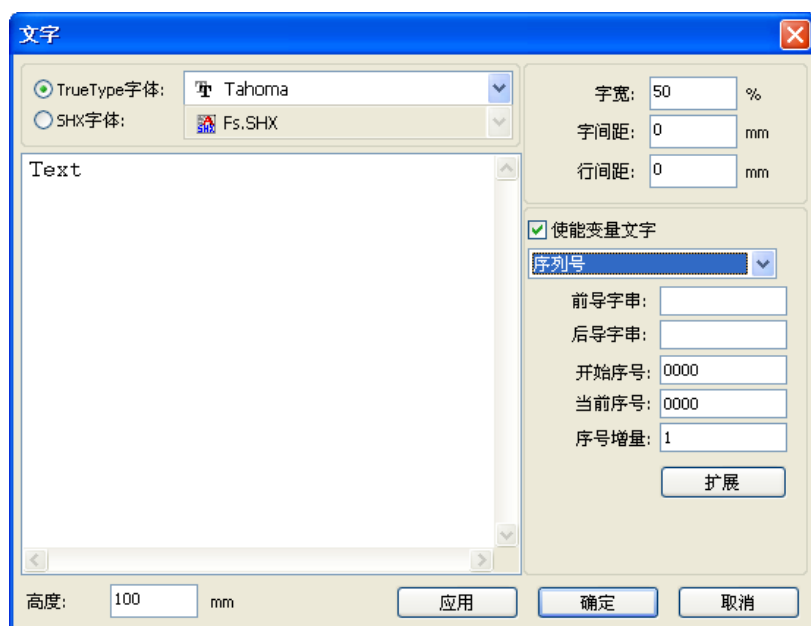 文字
TrueType字体: Tahoma
SHX字体: Fs.SHX
Text
字宽: 50 %
字间距: 0 mm
行间距: 0 mm
使能变量文字
序列号
前导字串:
后导字串:
开始序号: 0000
当前序号: 0000
序号增量: 1
扩展
高度: 100 mm 应用 确定 取消